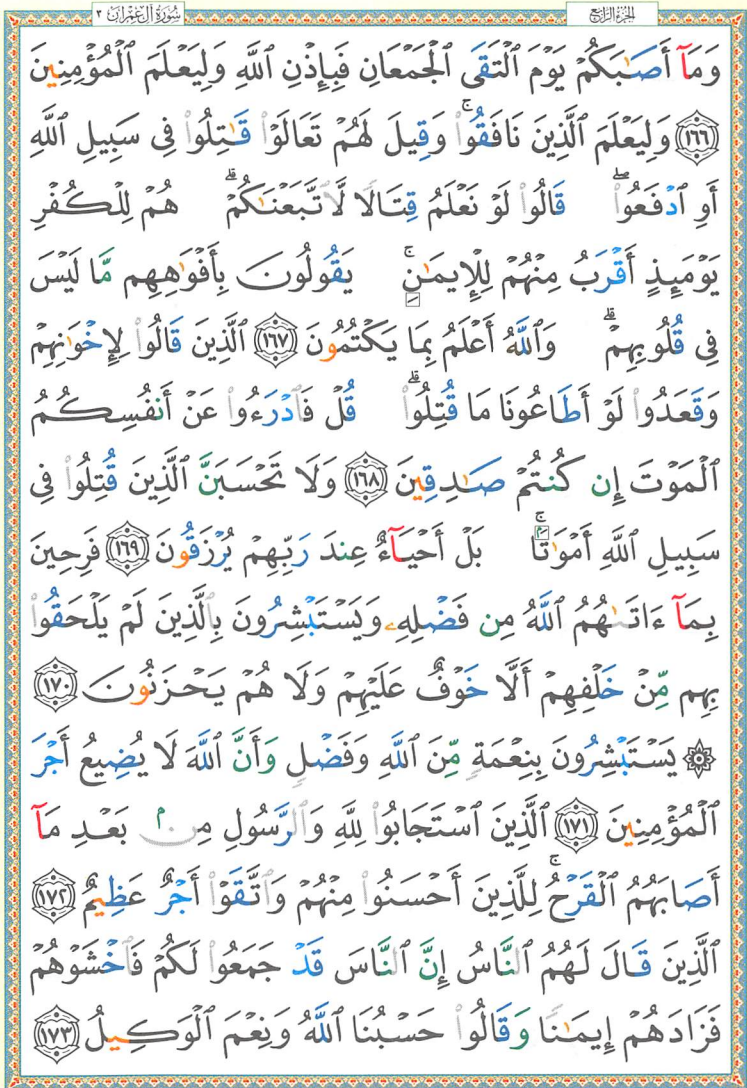 سُورَةُ آلِ عِمْرَان ٣
الجُزءُ الرَّابِع
وَمَآ أَصَـٰبَكُمْ يَوْمَ ٱلْتَقَى ٱلْجَمْعَانِ فَبِإِذْنِ ٱللَّهِ وَلِيَعْلَمَ ٱلْمُؤْمِنِينَ
١٦٦ وَلِيَعْلَمَ ٱلَّذِينَ نَافَقُوا۟ ۚ وَقِيلَ لَهُمْ تَعَالَوْا۟ قَـٰتِلُوا۟ فِى سَبِيلِ ٱللَّهِ
أَوِ ٱدْفَعُوا۟ ۖ قَالُوا۟ لَوْ نَعْلَمُ قِتَالًا لَّٱتَّبَعْنَـٰكُمْ ۗ هُمْ لِلْكُفْرِ
يَوْمَئِذٍ أَقْرَبُ مِنْهُمْ لِلْإِيمَـٰنِ ۚ يَقُولُونَ بِأَفْوَٰهِهِم مَّا لَيْسَ
فِى قُلُوبِهِمْ ۗ وَٱللَّهُ أَعْلَمُ بِمَا يَكْتُمُونَ ١٦٧ ٱلَّذِينَ قَالُوا۟ لِإِخْوَٰنِهِمْ
وَقَعَدُوا۟ لَوْ أَطَاعُونَا مَا قُتِلُوا۟ ۗ قُلْ فَٱدْرَءُوا۟ عَنْ أَنفُسِكُمُ
ٱلْمَوْتَ إِن كُنتُمْ صَـٰدِقِينَ ١٦٨ وَلَا تَحْسَبَنَّ ٱلَّذِينَ قُتِلُوا۟ فِى
سَبِيلِ ٱللَّهِ أَمْوَٰتًۢا ۚ بَلْ أَحْيَآءٌ عِندَ رَبِّهِمْ يُرْزَقُونَ ١٦٩ فَرِحِينَ
بِمَآ ءَاتَىٰهُمُ ٱللَّهُ مِن فَضْلِهِۦ وَيَسْتَبْشِرُونَ بِٱلَّذِينَ لَمْ يَلْحَقُوا۟
بِهِم مِّنْ خَلْفِهِمْ أَلَّا خَوْفٌ عَلَيْهِمْ وَلَا هُمْ يَحْزَنُونَ ١٧٠
۞ يَسْتَبْشِرُونَ بِنِعْمَةٍ مِّنَ ٱللَّهِ وَفَضْلٍ وَأَنَّ ٱللَّهَ لَا يُضِيعُ أَجْرَ
ٱلْمُؤْمِنِينَ ١٧١ ٱلَّذِينَ ٱسْتَجَابُوا۟ لِلَّهِ وَٱلرَّسُولِ مِنۢ بَعْدِ مَآ
أَصَابَهُمُ ٱلْقَرْحُ ۚ لِلَّذِينَ أَحْسَنُوا۟ مِنْهُمْ وَٱتَّقَوْا۟ أَجْرٌ عَظِيمٌ ١٧٢
ٱلَّذِينَ قَالَ لَهُمُ ٱلنَّاسُ إِنَّ ٱلنَّاسَ قَدْ جَمَعُوا۟ لَكُمْ فَٱخْشَوْهُمْ
فَزَادَهُمْ إِيمَـٰنًا وَقَالُوا۟ حَسْبُنَا ٱللَّهُ وَنِعْمَ ٱلْوَكِيلُ ١٧٣